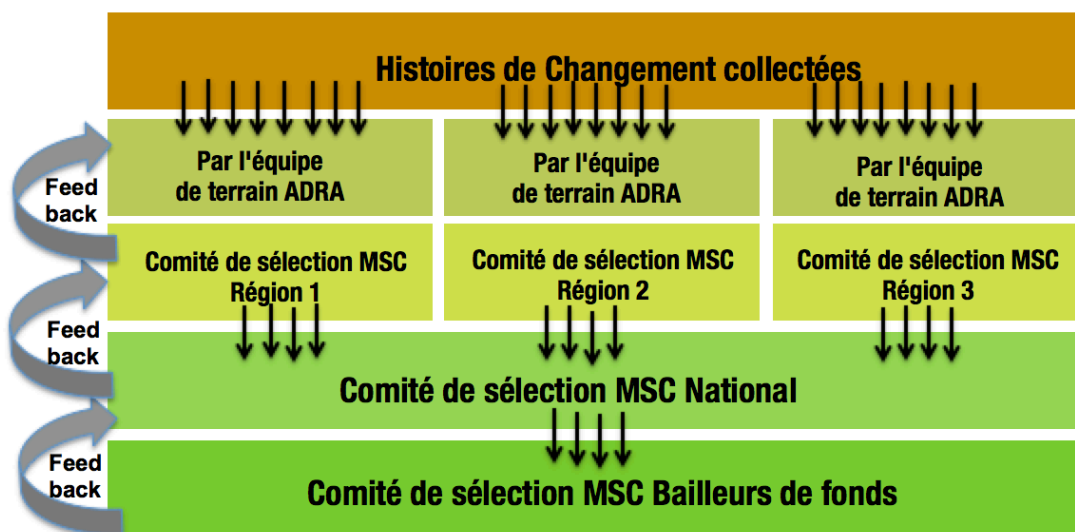 Histoires de Changement collectées
Par l'équipe
de terrain ADRA
Par l'équipe
de terrain ADRA
Par l'équipe
de terrain ADRA
Feed
back
Comité de sélection MSC
Région 1
Comité de sélection MSC
Région 2
Comité de sélection MSC
Région 3
Feed
back
Comité de sélection MSC National
Feed
back
Comité de sélection MSC Bailleurs de fonds